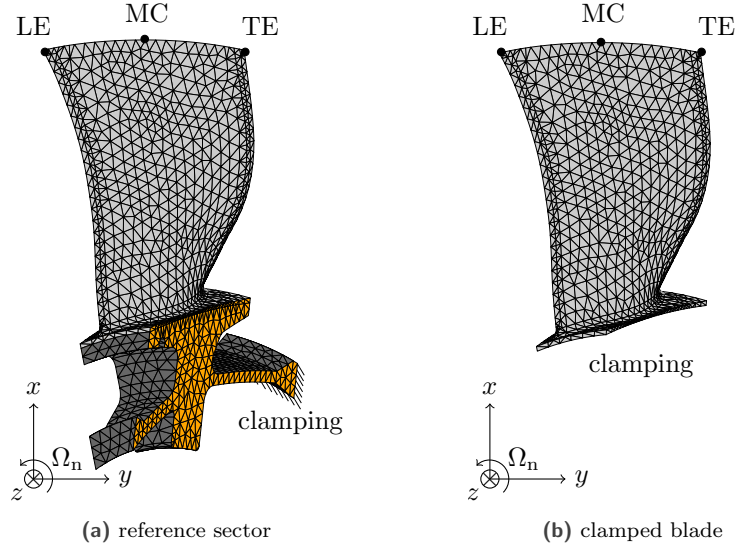 LE MC TE
LE MC TE
clamping
clamping
x
Ωn
z
y
x
Ωn
z
y
(a) reference sector
(b) clamped blade